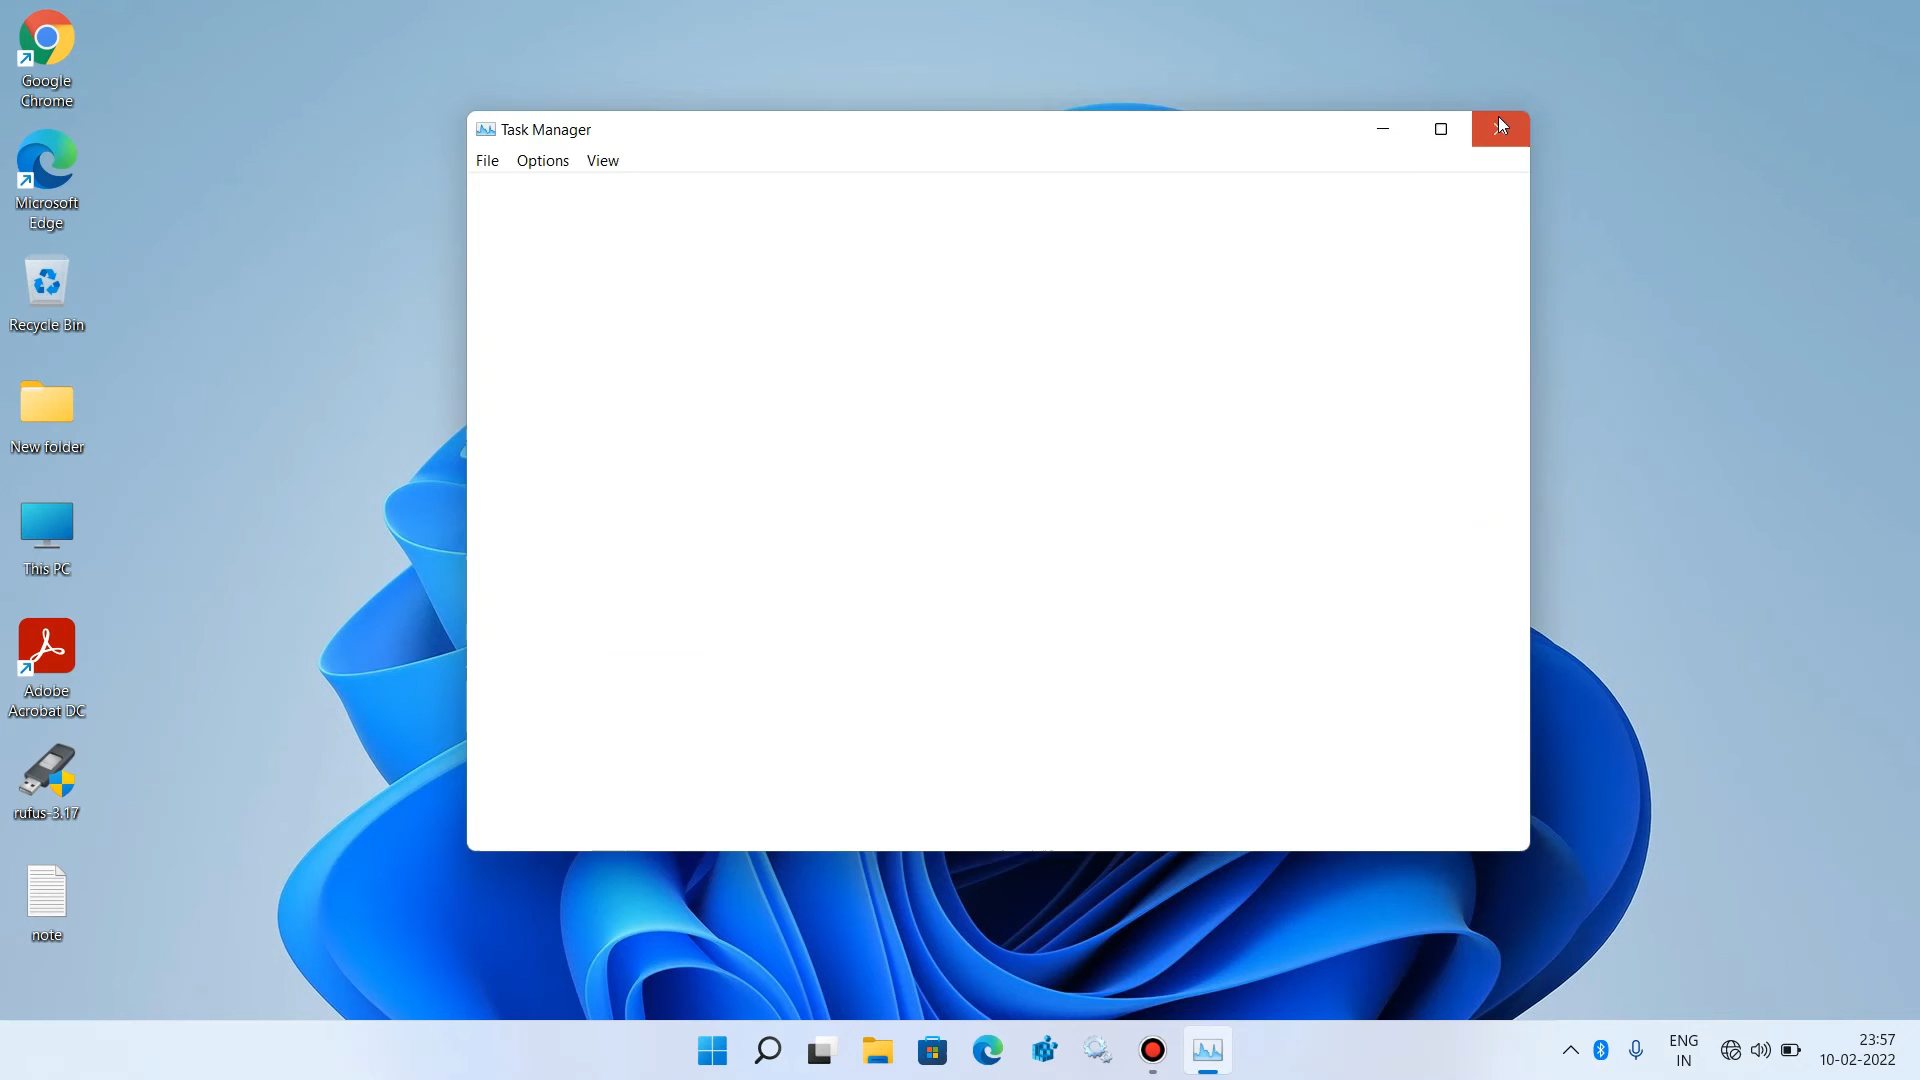 Google
Chrome
Microsoft
Edge
Recycle Bin
New folder
This PC
Adobe
Acrobat DC
rufus-3.17
note
Task Manager
File Options View
ENG
IN
23:57
10-02-2022